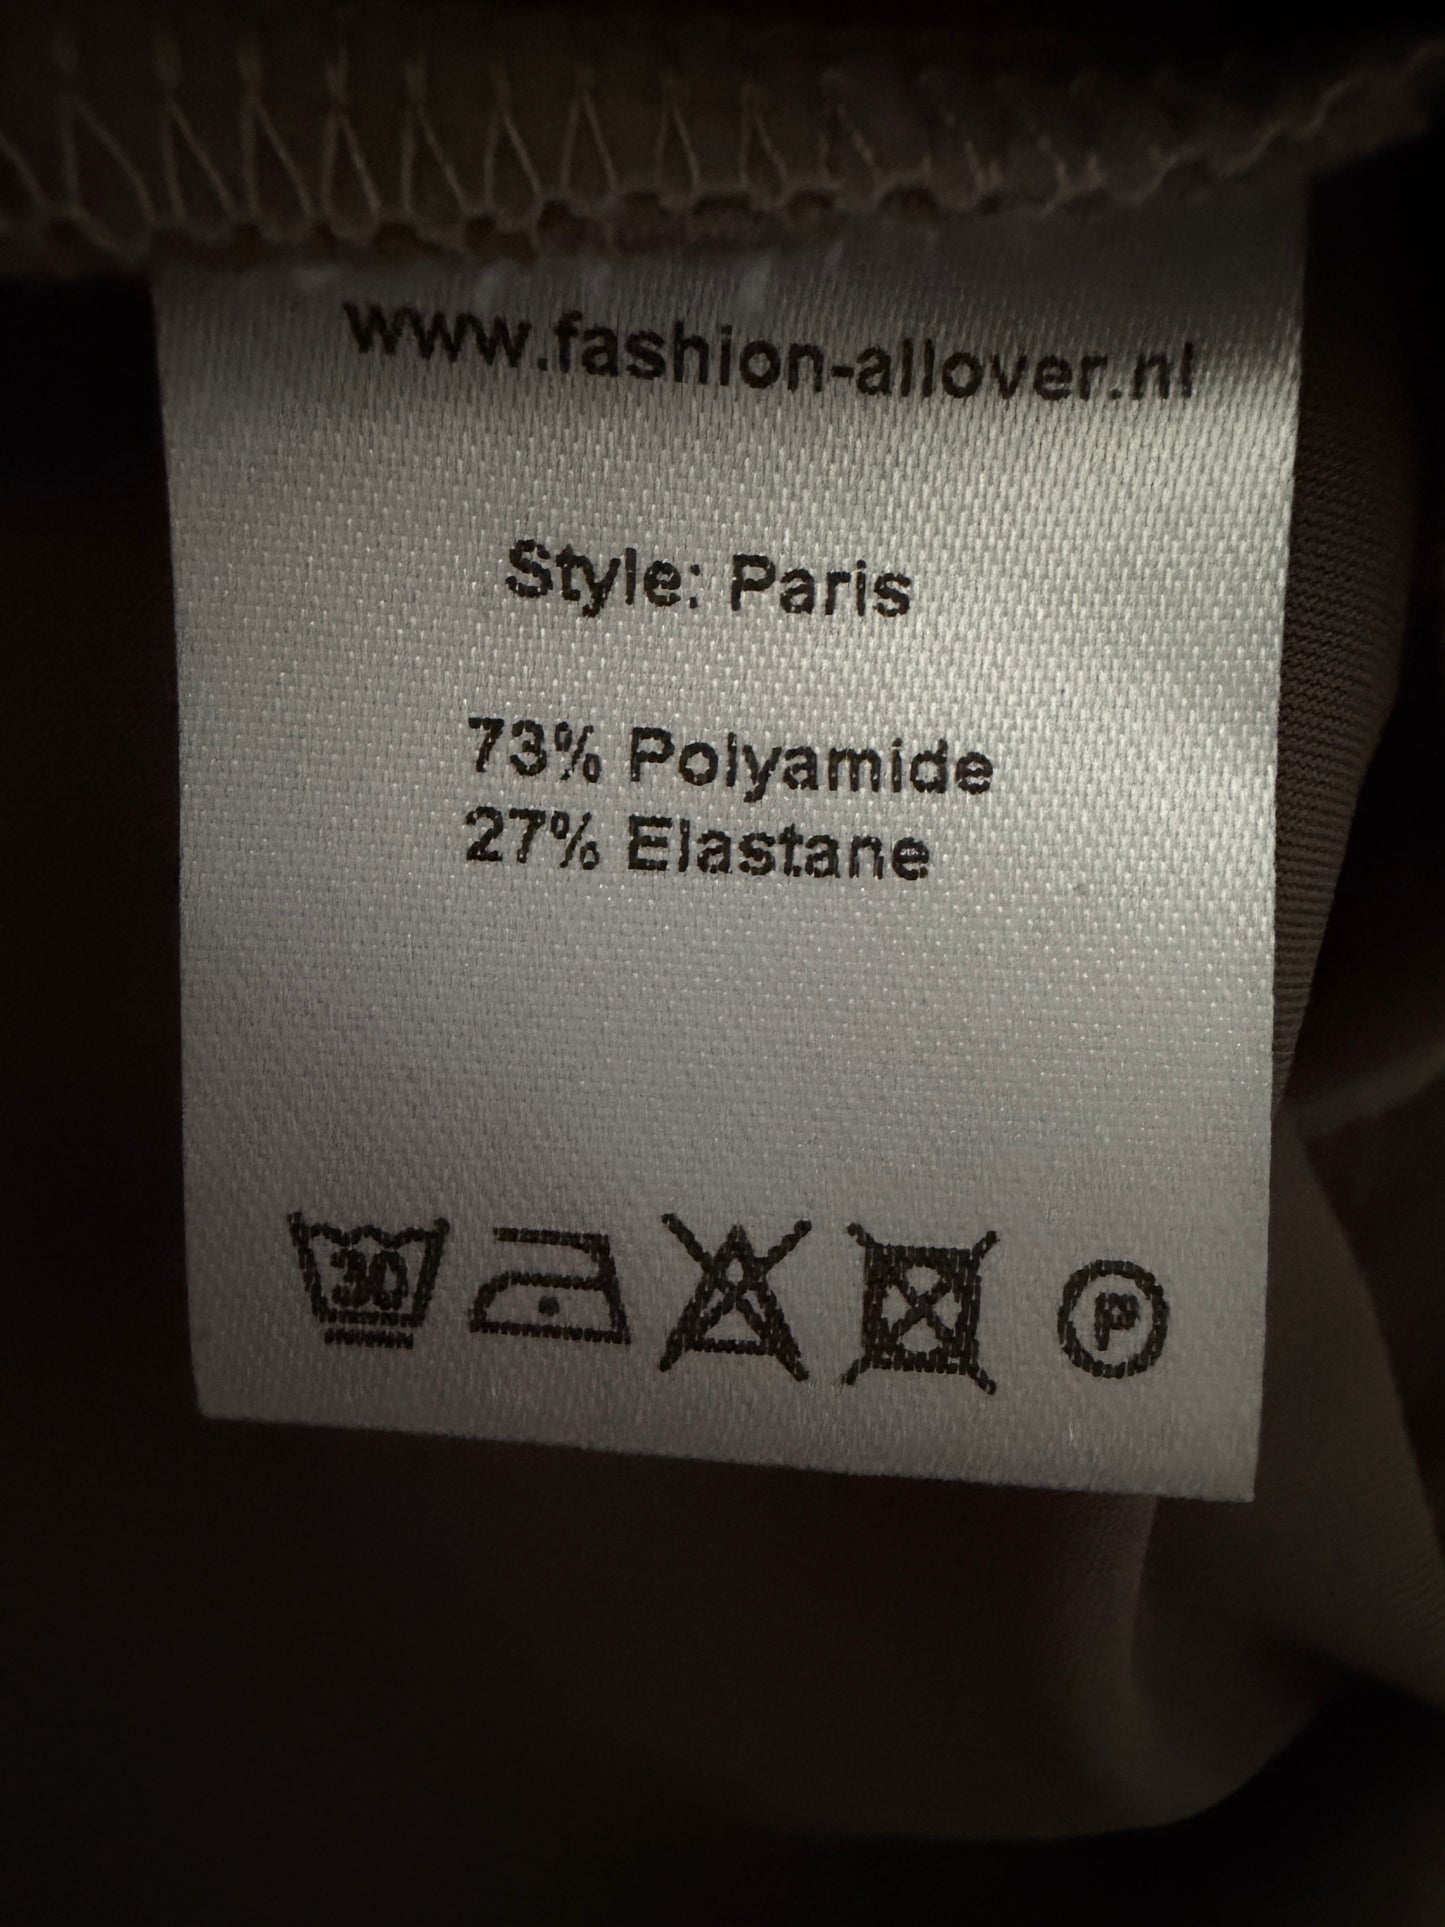 www.fashion-allover.nl
Style: Paris
73% Polyamide
27% Elastane
30 P